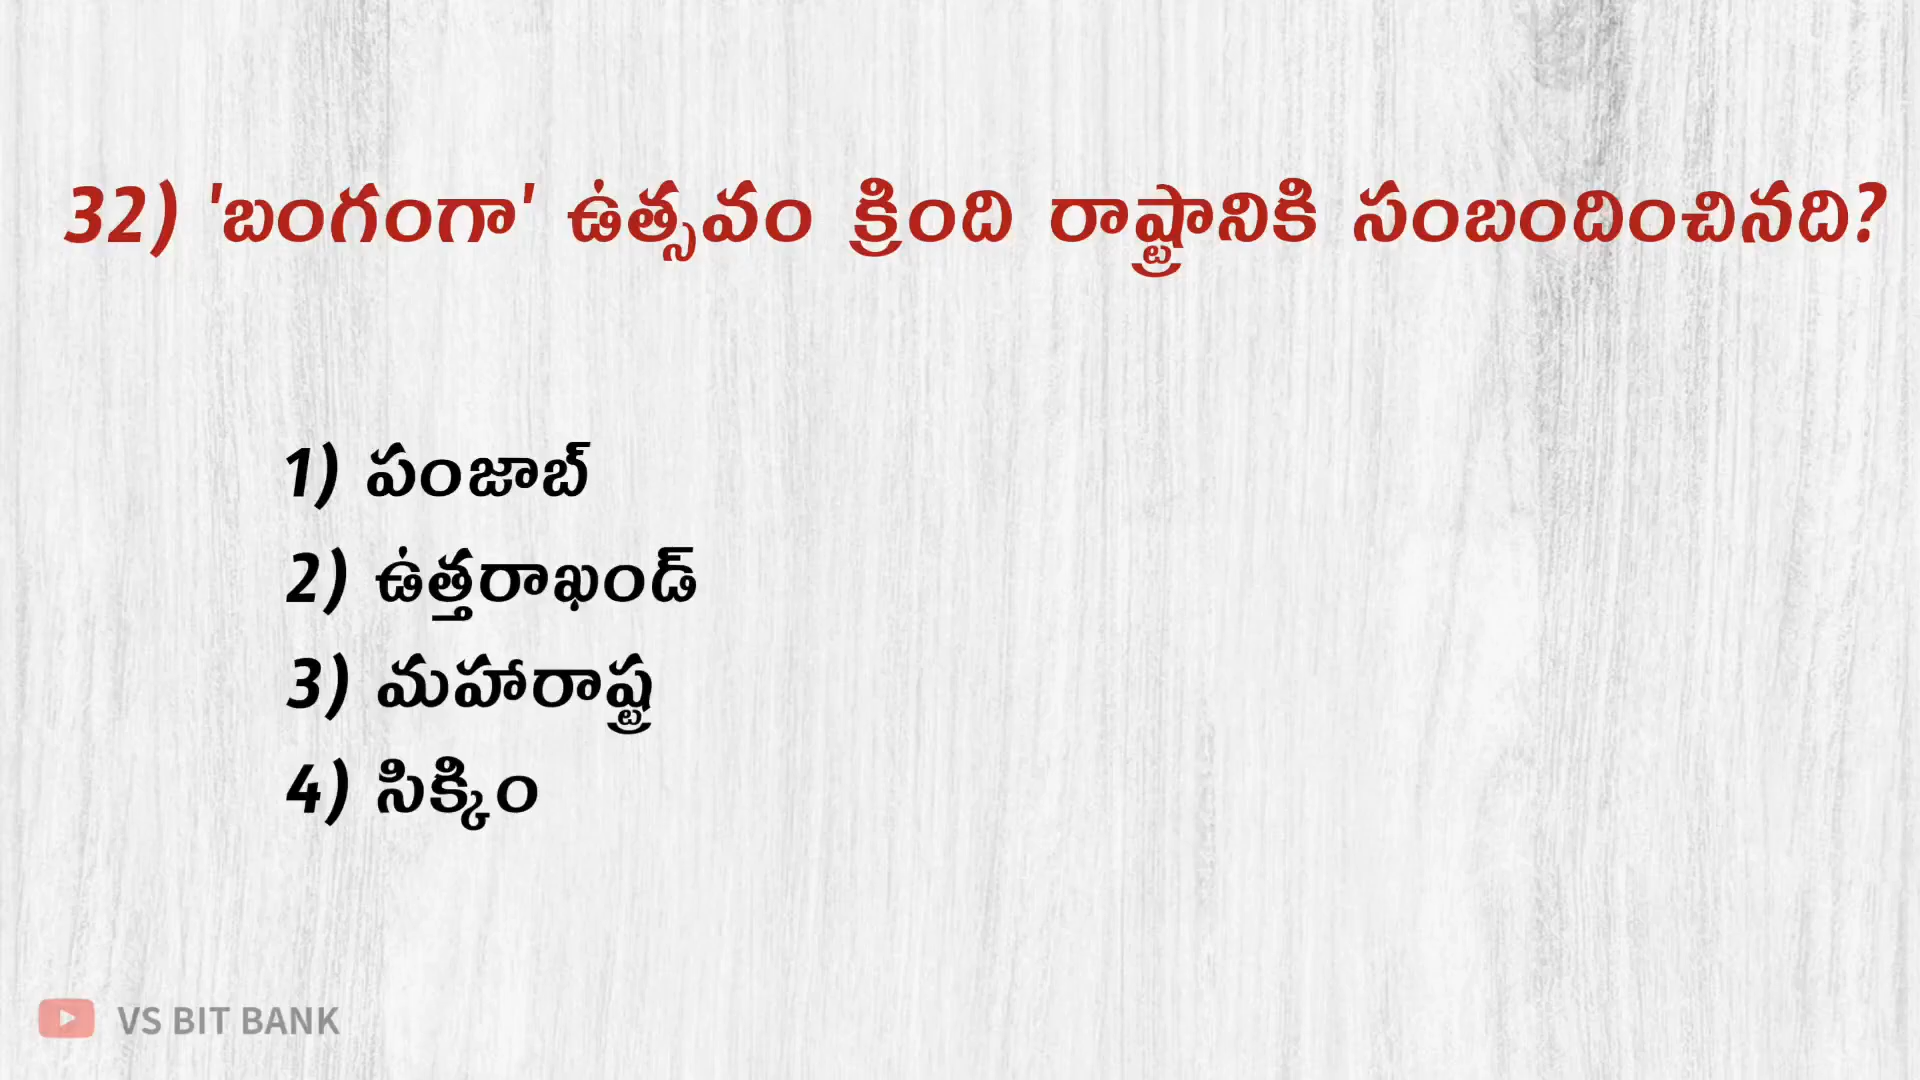 32) 'బంగంగా' ఉత్సవం క్రింది రాష్ట్రానికి సంబందించినది?
1) పంజాబ్
2) ఉత్తరాఖండ్
3) మహారాష్ట్ర
4) సిక్కిం
VS BIT BANK